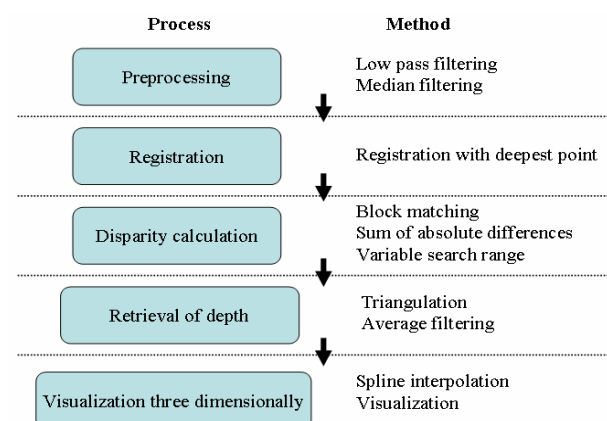 Process
Method
Preprocessing
Low pass filtering
Median filtering
Registration
Registration with deepest point
Disparity calculation
Block matching
Sum of absolute differences
Variable search range
Retrieval of depth
Triangulation
Average filtering
Visualization three dimensionally
Spline interpolation
Visualization